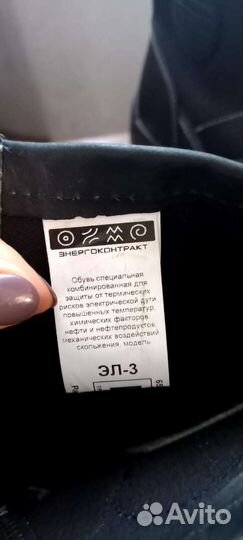 ЭНЕРГОКОНТРАКТ
Обувь специальная
комбинированная для
защиты от термических
рисков электрической дуги
повышенных температур,
химических факторов
нефти и нефтепродуктов,
механических воздействий
скольжения, модель
ЭЛ-3
Avito